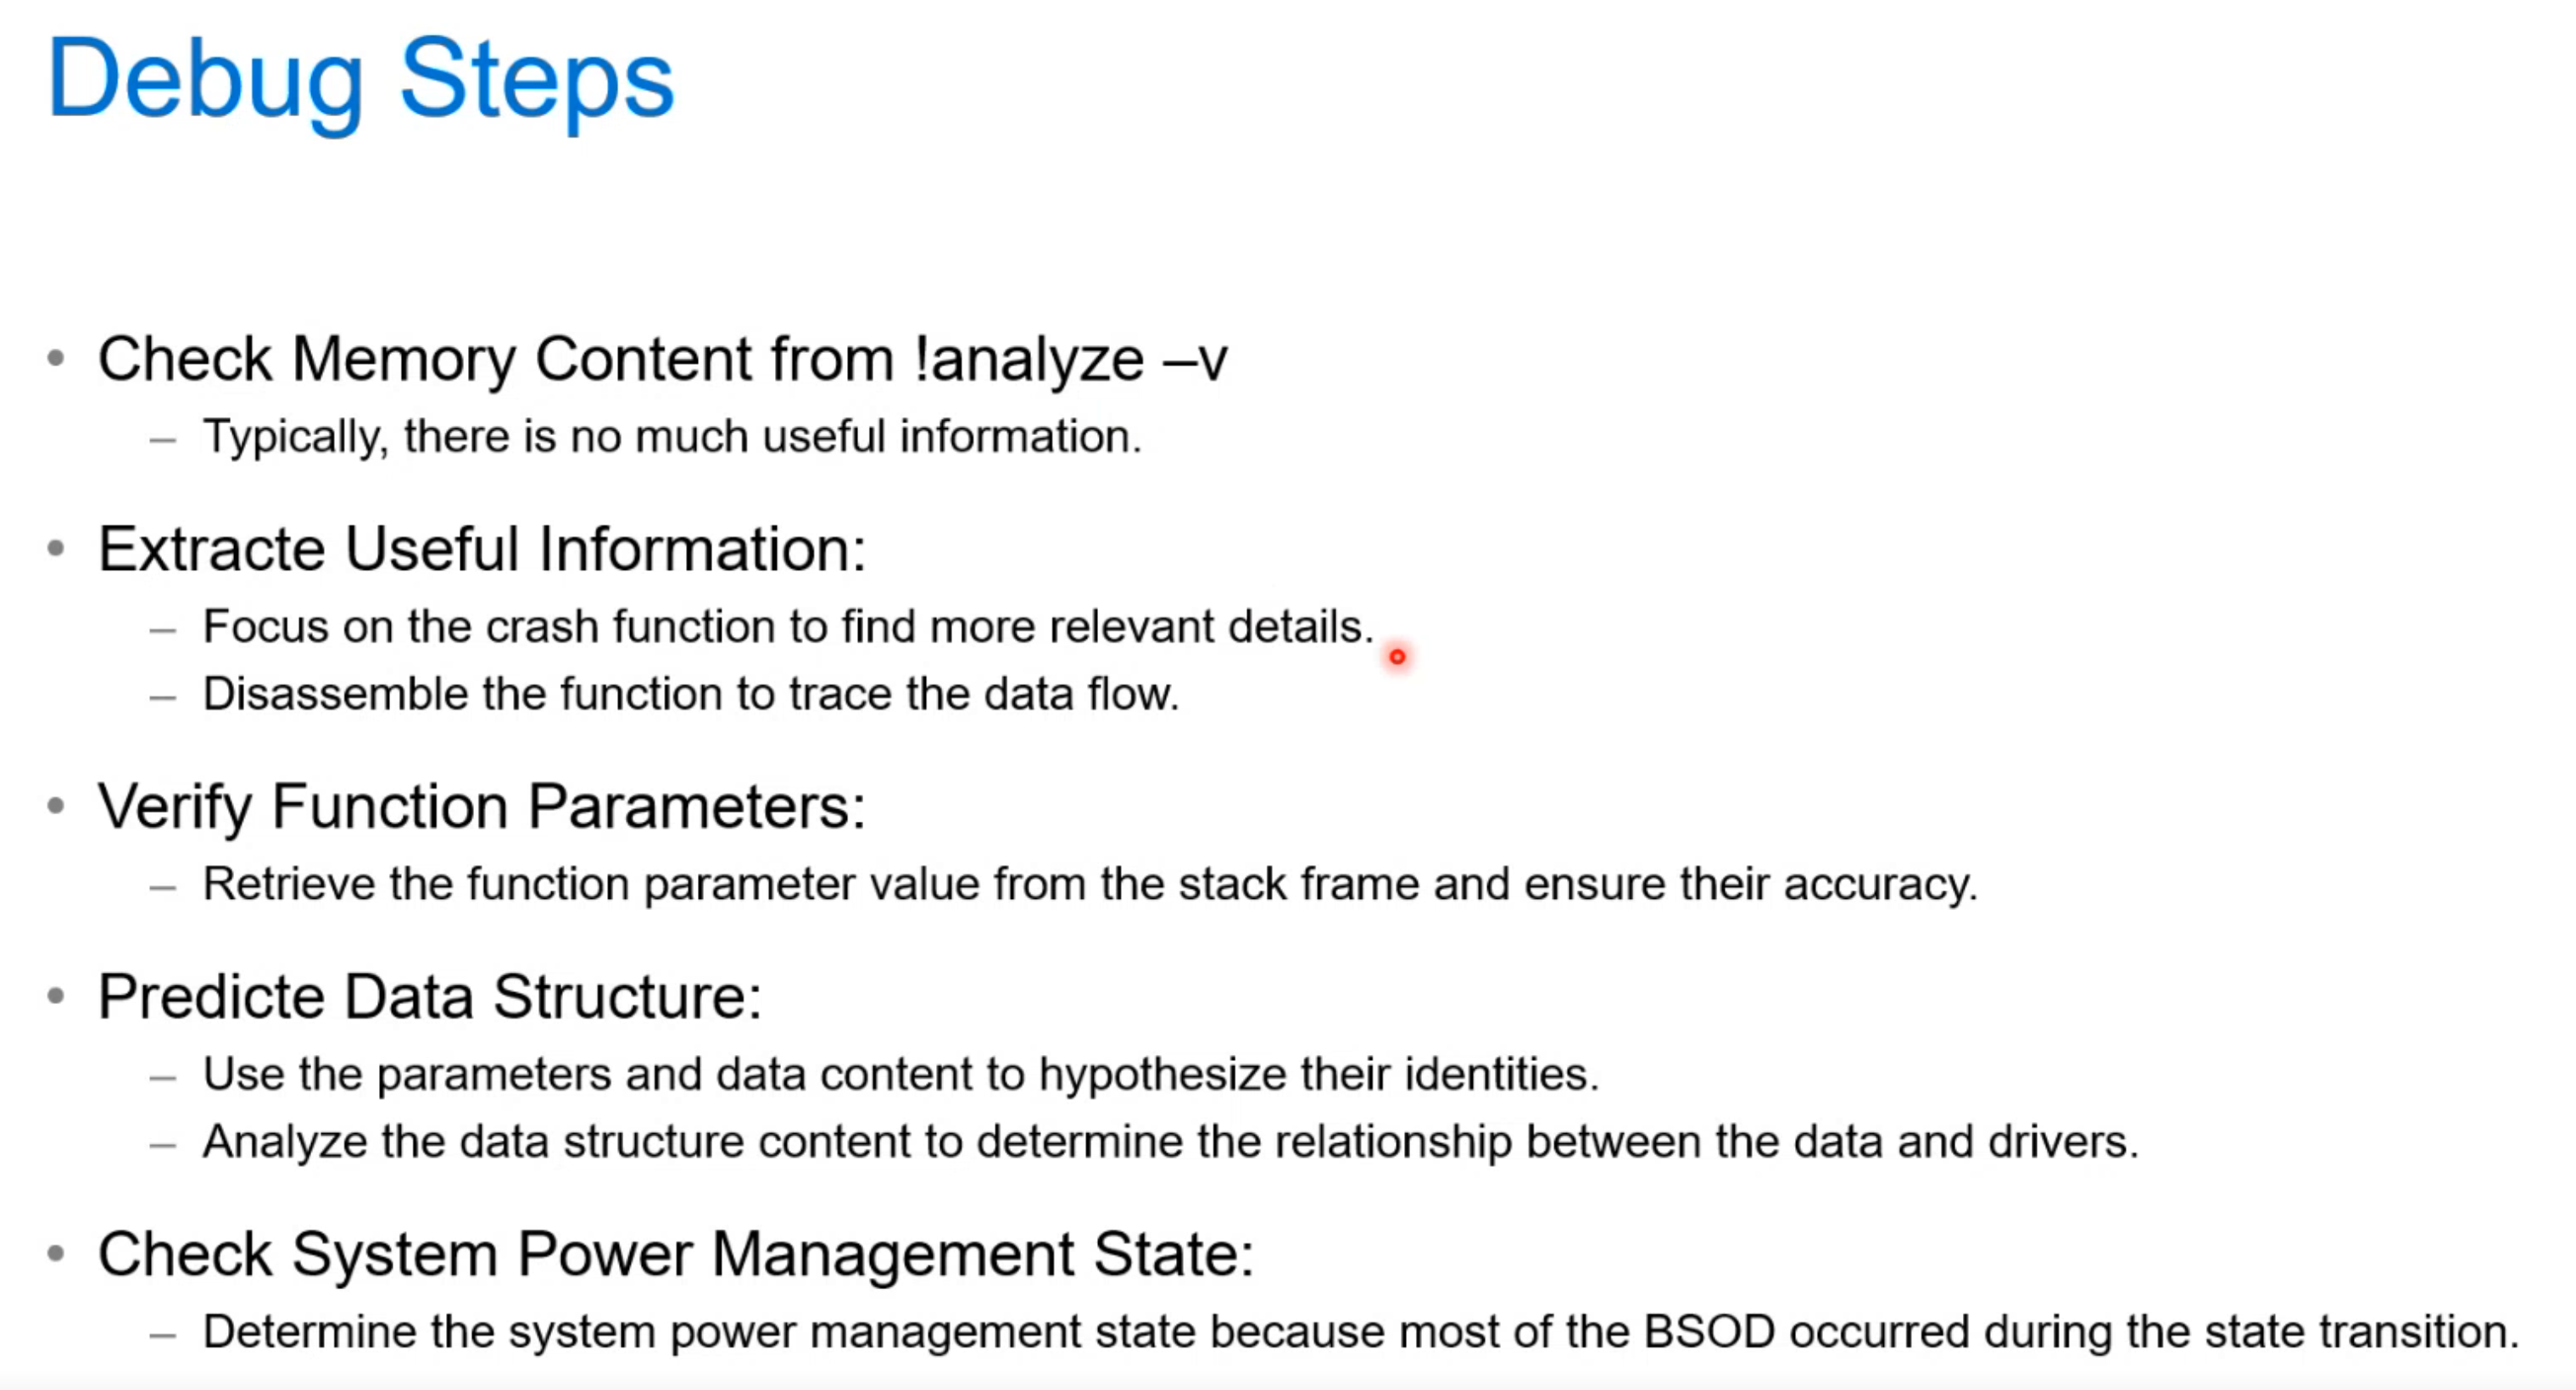 Debug Steps
• Check Memory Content from !analyze –v
– Typically, there is no much useful information.
• Extracte Useful Information:
– Focus on the crash function to find more relevant details.
– Disassemble the function to trace the data flow.
• Verify Function Parameters:
– Retrieve the function parameter value from the stack frame and ensure their accuracy.
• Predicte Data Structure:
– Use the parameters and data content to hypothesize their identities.
– Analyze the data structure content to determine the relationship between the data and drivers.
• Check System Power Management State:
– Determine the system power management state because most of the BSOD occurred during the state transition.